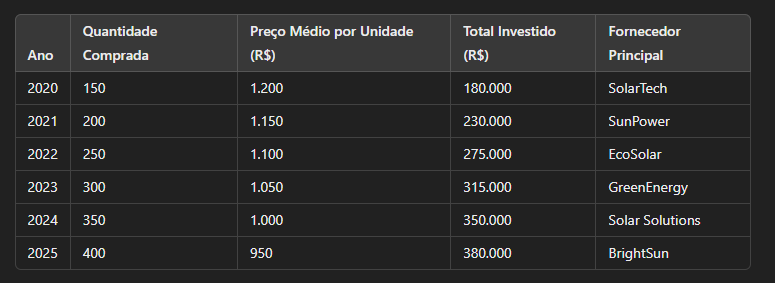 Ano Quantidade Comprada Preço Médio por Unidade (R$) Total Investido (R$) Fornecedor Principal
2020 150 1.200 180.000 SolarTech
2021 200 1.150 230.000 SunPower
2022 250 1.100 275.000 EcoSolar
2023 300 1.050 315.000 GreenEnergy
2024 350 1.000 350.000 Solar Solutions
2025 400 950 380.000 BrightSun